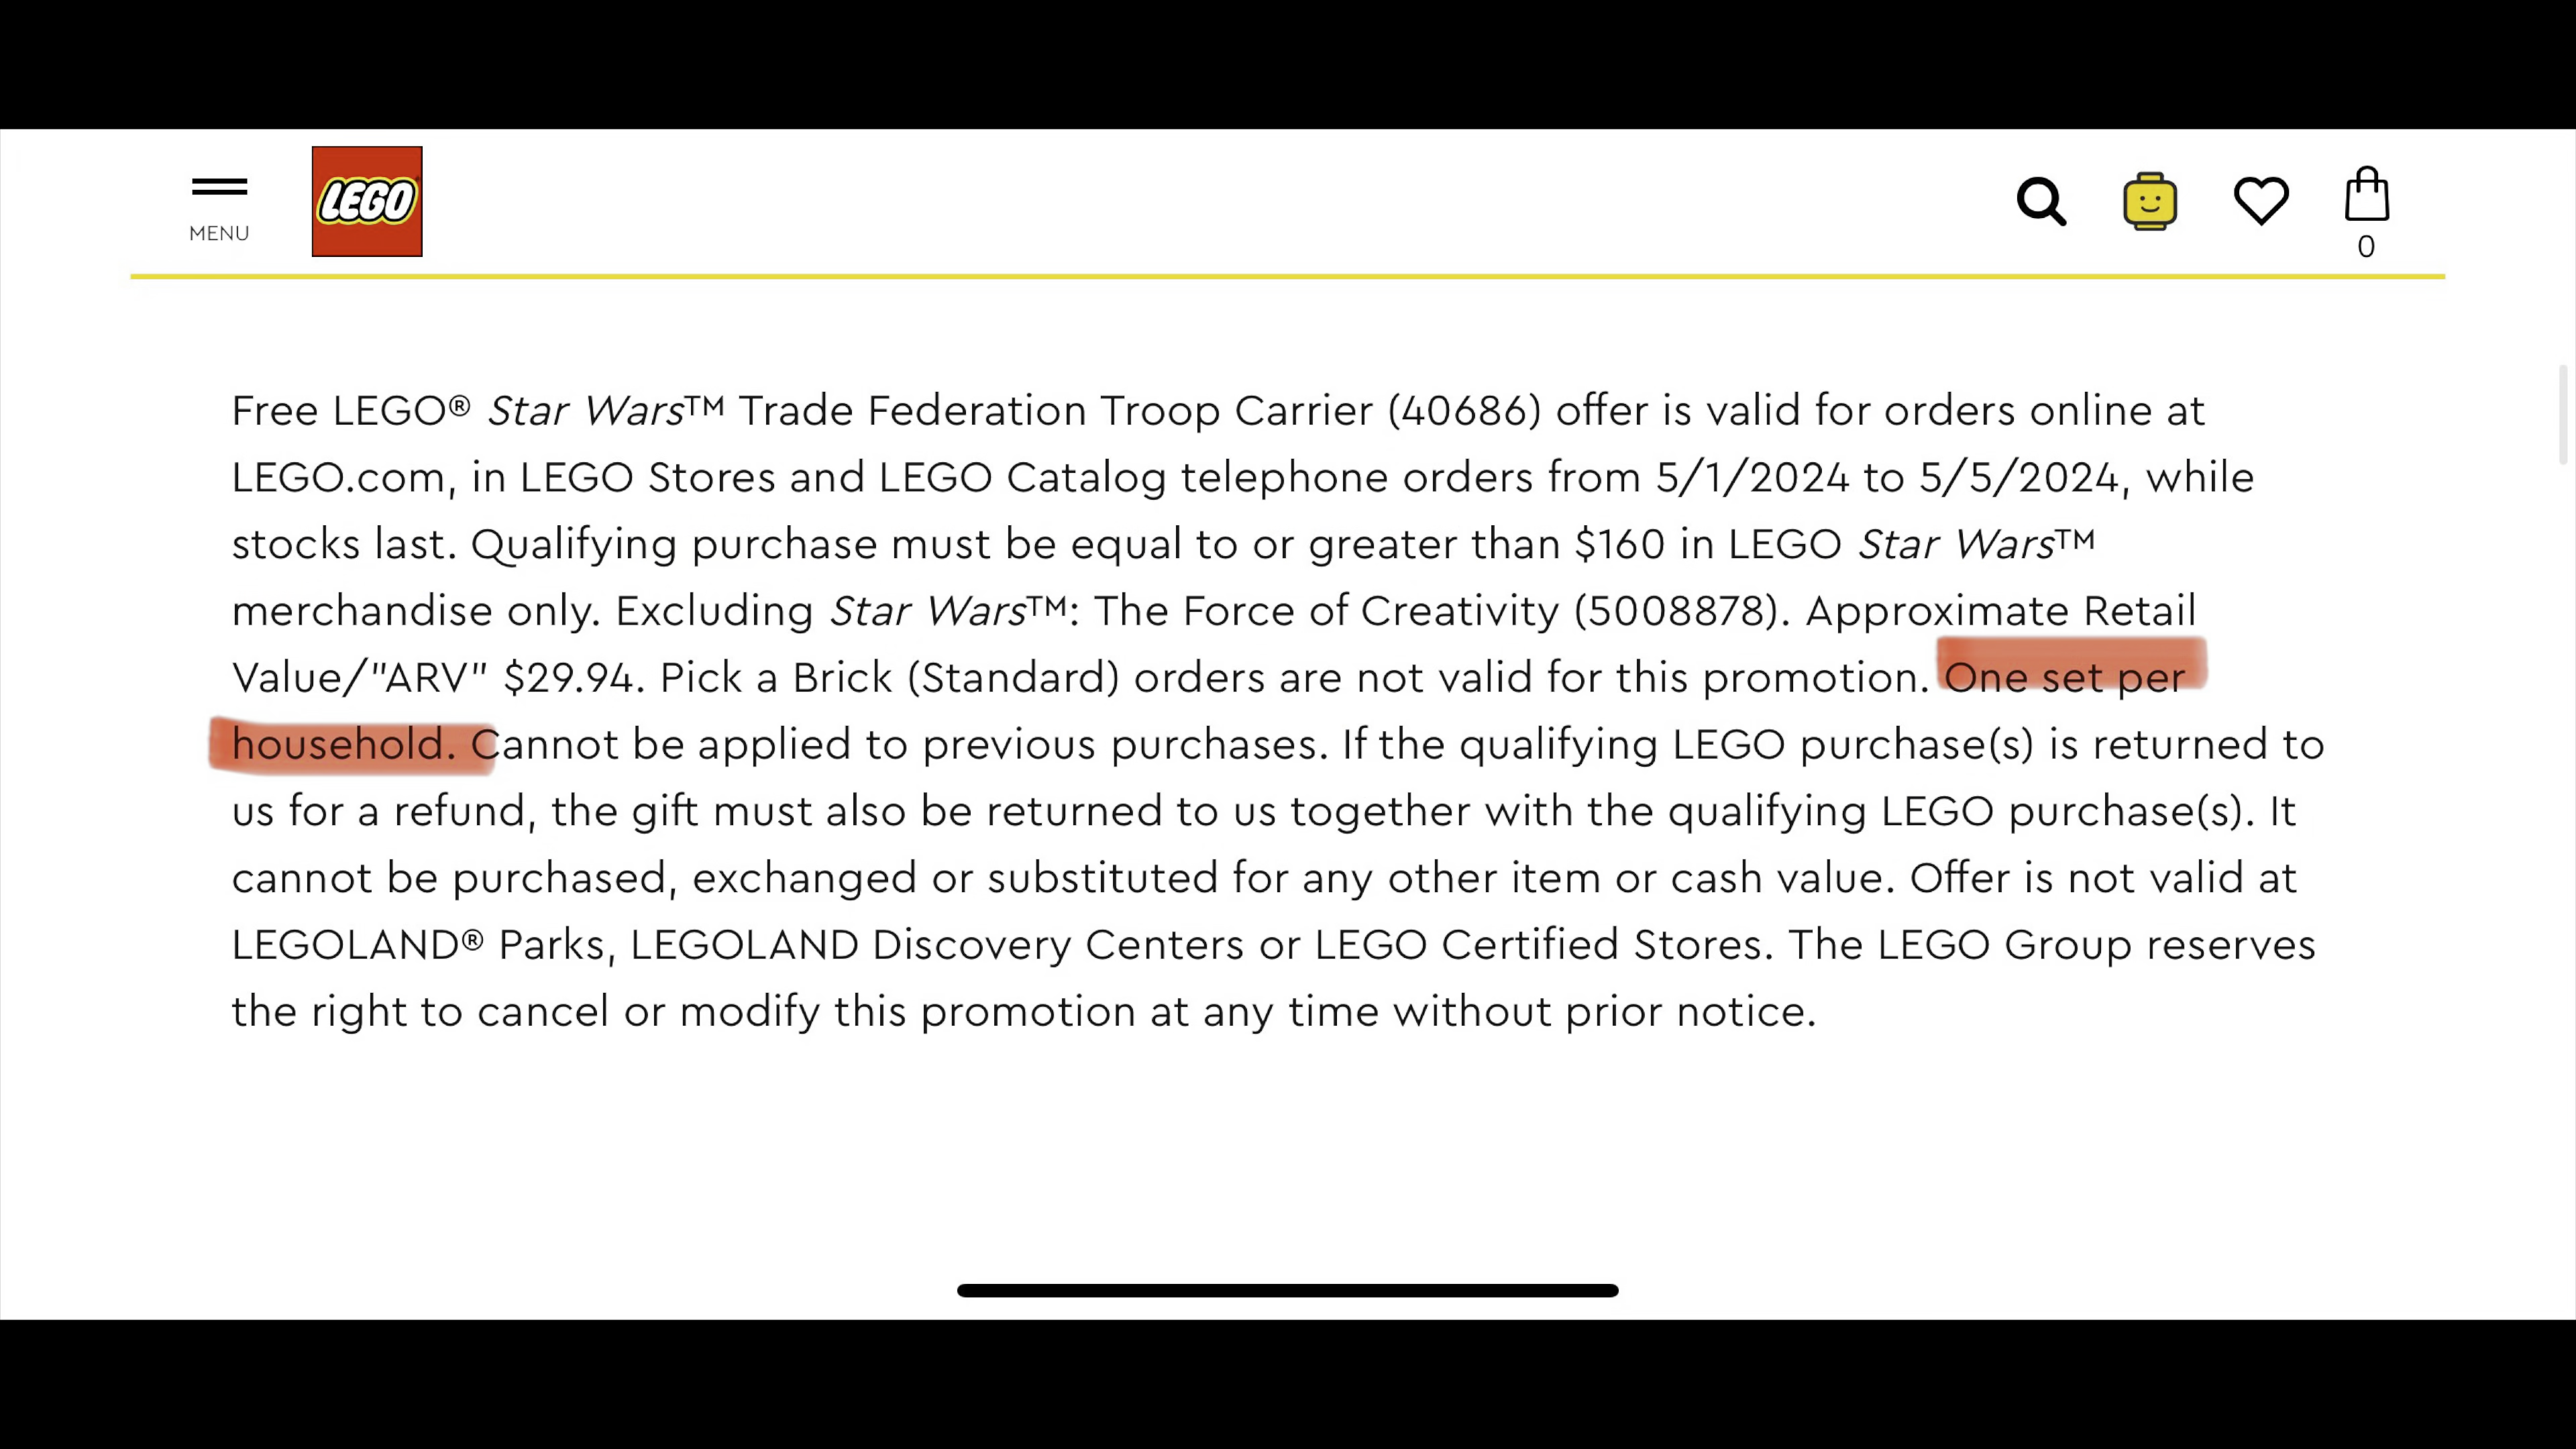 MENU
LEGO
0
Free LEGO® Star Wars™ Trade Federation Troop Carrier (40686) offer is valid for orders online at
LEGO.com, in LEGO Stores and LEGO Catalog telephone orders from 5/1/2024 to 5/5/2024, while
stocks last. Qualifying purchase must be equal to or greater than $160 in LEGO Star Wars™
merchandise only. Excluding Star Wars™: The Force of Creativity (5008878). Approximate Retail
Value/"ARV" $29.94. Pick a Brick (Standard) orders are not valid for this promotion. One set per
household. Cannot be applied to previous purchases. If the qualifying LEGO purchase(s) is returned to
us for a refund, the gift must also be returned to us together with the qualifying LEGO purchase(s). It
cannot be purchased, exchanged or substituted for any other item or cash value. Offer is not valid at
LEGOLAND® Parks, LEGOLAND Discovery Centers or LEGO Certified Stores. The LEGO Group reserves
the right to cancel or modify this promotion at any time without prior notice.